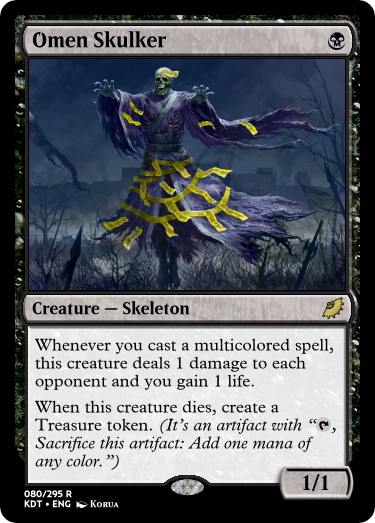 Omen Skulker
Creature — Skeleton
Whenever you cast a multicolored spell,
this creature deals 1 damage to each
opponent and you gain 1 life.
When this creature dies, create a
Treasure token. (It's an artifact with “, 
Sacrifice this artifact: Add one mana of
any color.”)
1/1
080/295 R
KDT • ENG Korua